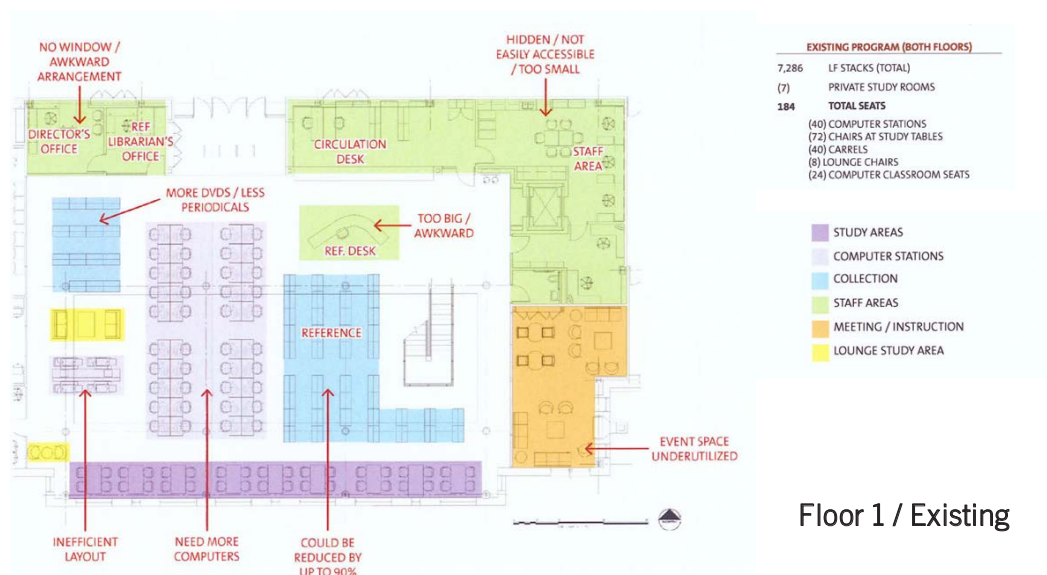 NO WINDOW /
AWKWARD
ARRANGEMENT
HIDDEN / NOT
EASILY ACCESSIBLE
/ TOO SMALL
DIRECTOR'S
OFFICE
REF
LIBRARIAN'S
OFFICE
CIRCULATION
DESK
STAFF
AREA
MORE DVDS / LESS
PERIODICALS
TOO BIG /
AWKWARD
REF. DESK
REFERENCE
EVENT SPACE
UNDERUTILIZED
INEFFICIENT
LAYOUT
NEED MORE
COMPUTERS
COULD BE
REDUCED BY
UP TO 90%
EXISTING PROGRAM (BOTH FLOORS)
7,286 LF STACKS (TOTAL)
(7) PRIVATE STUDY ROOMS
184 TOTAL SEATS
(40) COMPUTER STATIONS
(72) CHAIRS AT STUDY TABLES
(40) CARRELS
(8) LOUNGE CHAIRS
(24) COMPUTER CLASSROOM SEATS
STUDY AREAS
COMPUTER STATIONS
COLLECTION
STAFF AREAS
MEETING / INSTRUCTION
LOUNGE STUDY AREA
Floor 1 / Existing